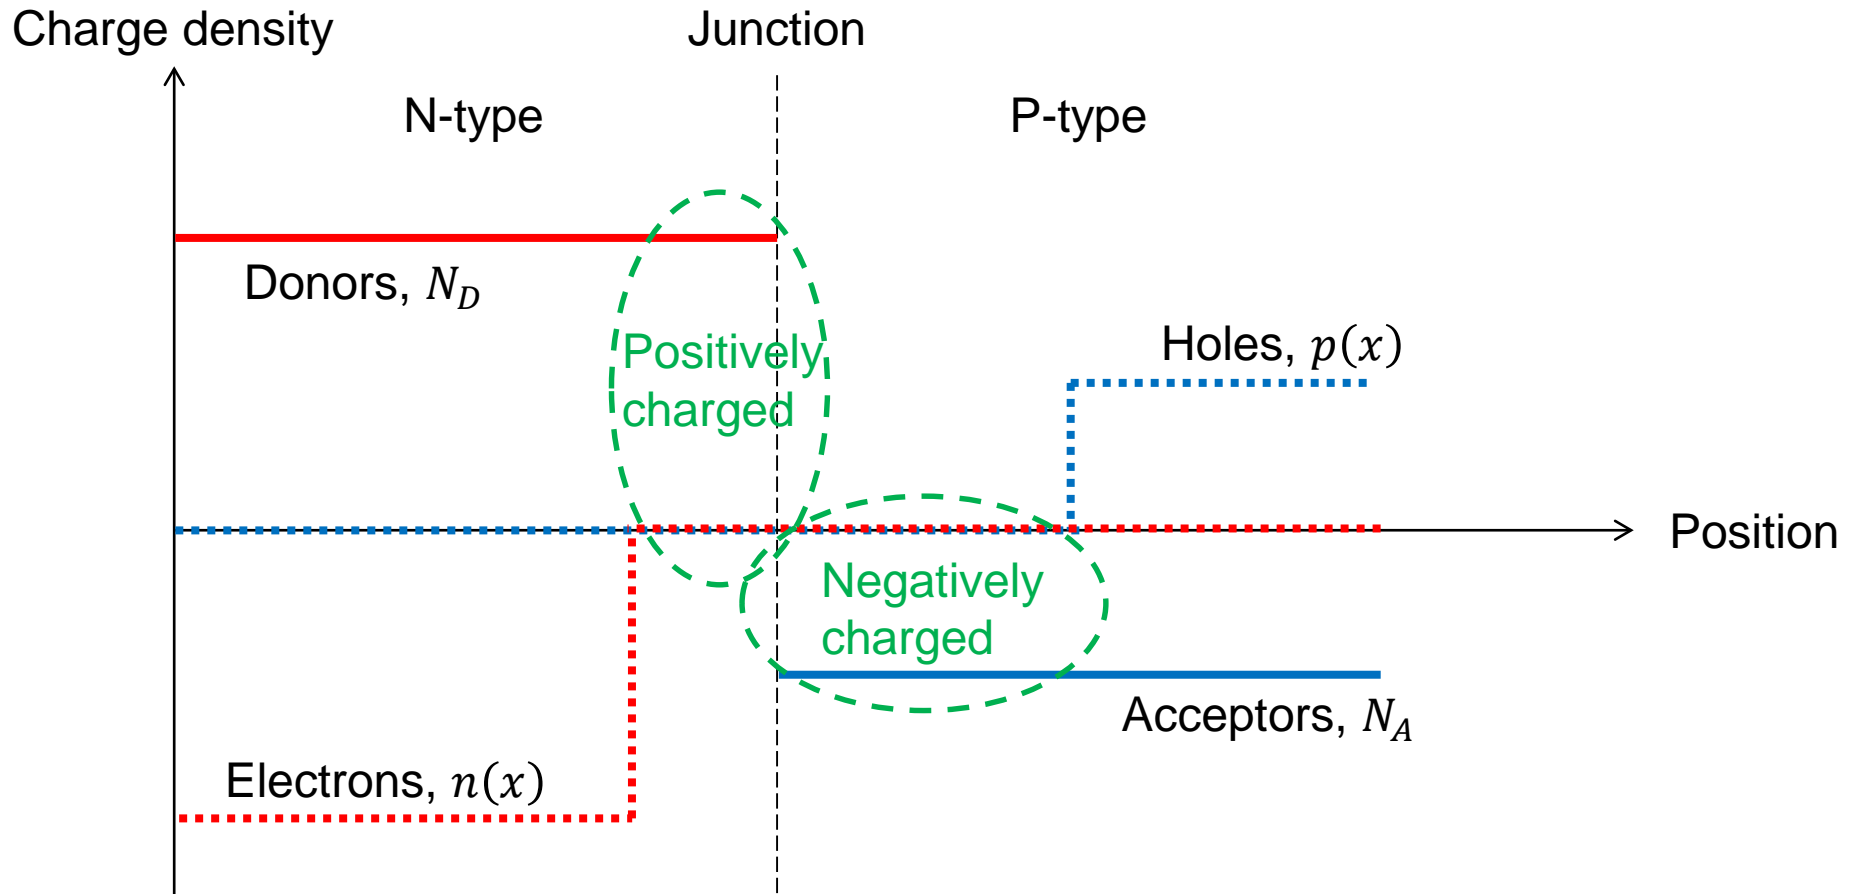 Charge density
Junction
N-type
P-type
Donors, N_D
Positively
charged
Holes, p(x)
Position
Negatively
charged
Acceptors, N_A
Electrons, n(x)